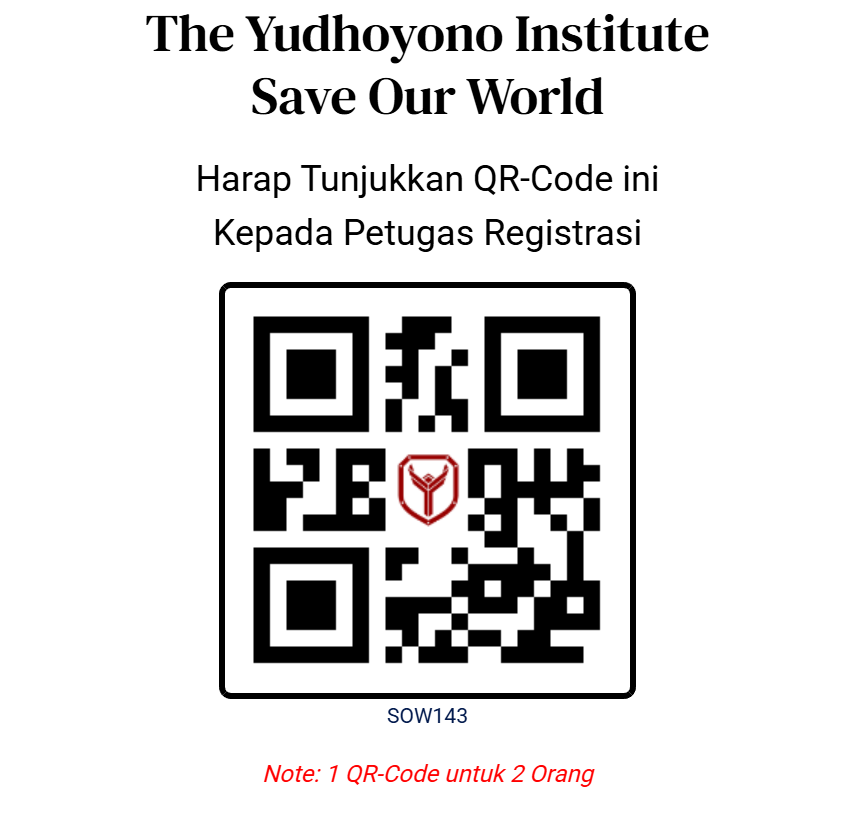 The Yudhoyono Institute
Save Our World
Harap Tunjukkan QR-Code ini
Kepada Petugas Registrasi
SOW143
Note: 1 QR-Code untuk 2 Orang